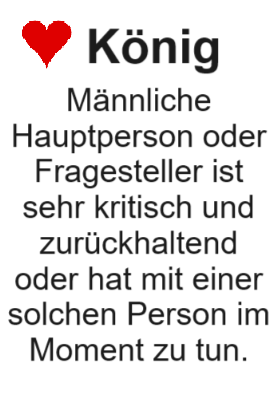 König
Männliche
Hauptperson oder
Fragesteller ist
sehr kritisch und
zurückhaltend
oder hat mit einer
solchen Person im
Moment zu tun.